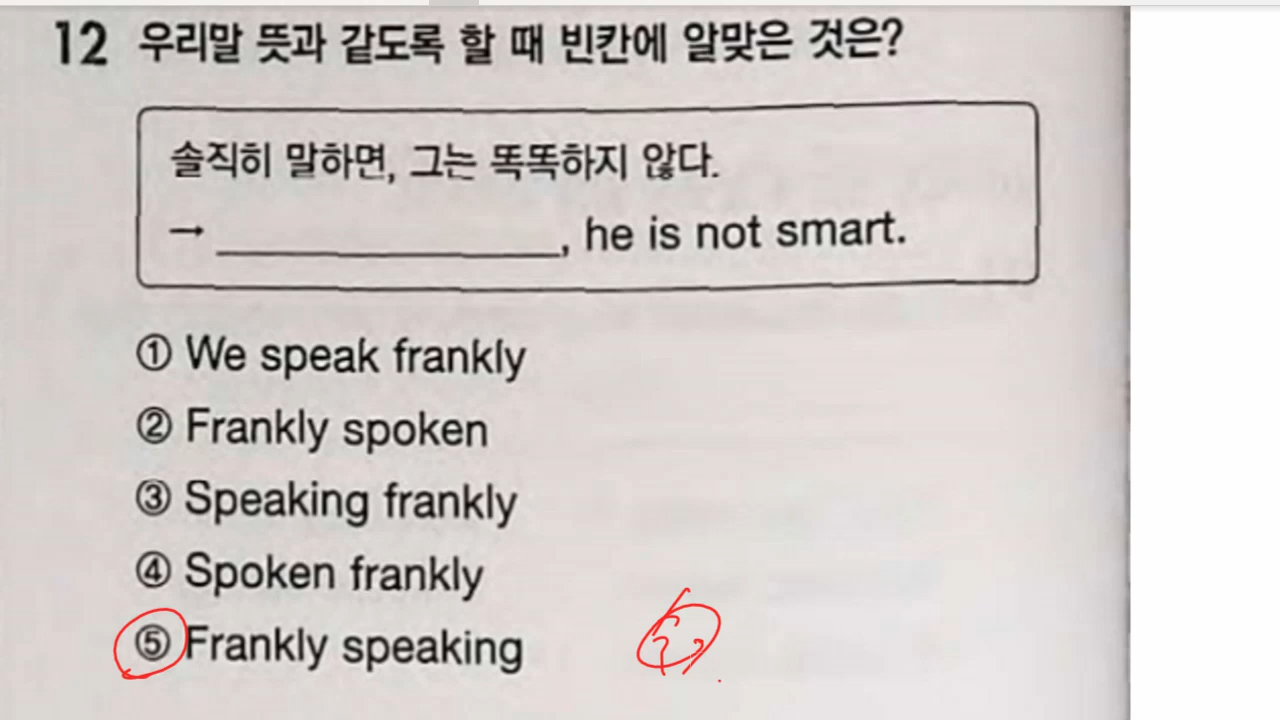 12 우리말 뜻과 같도록 할 때 빈칸에 알맞은 것은?
솔직히 말하면, 그는 똑똑하지 않다.
→ ____________, he is not smart.
① We speak frankly
② Frankly spoken
③ Speaking frankly
④ Spoken frankly
⑤ Frankly speaking